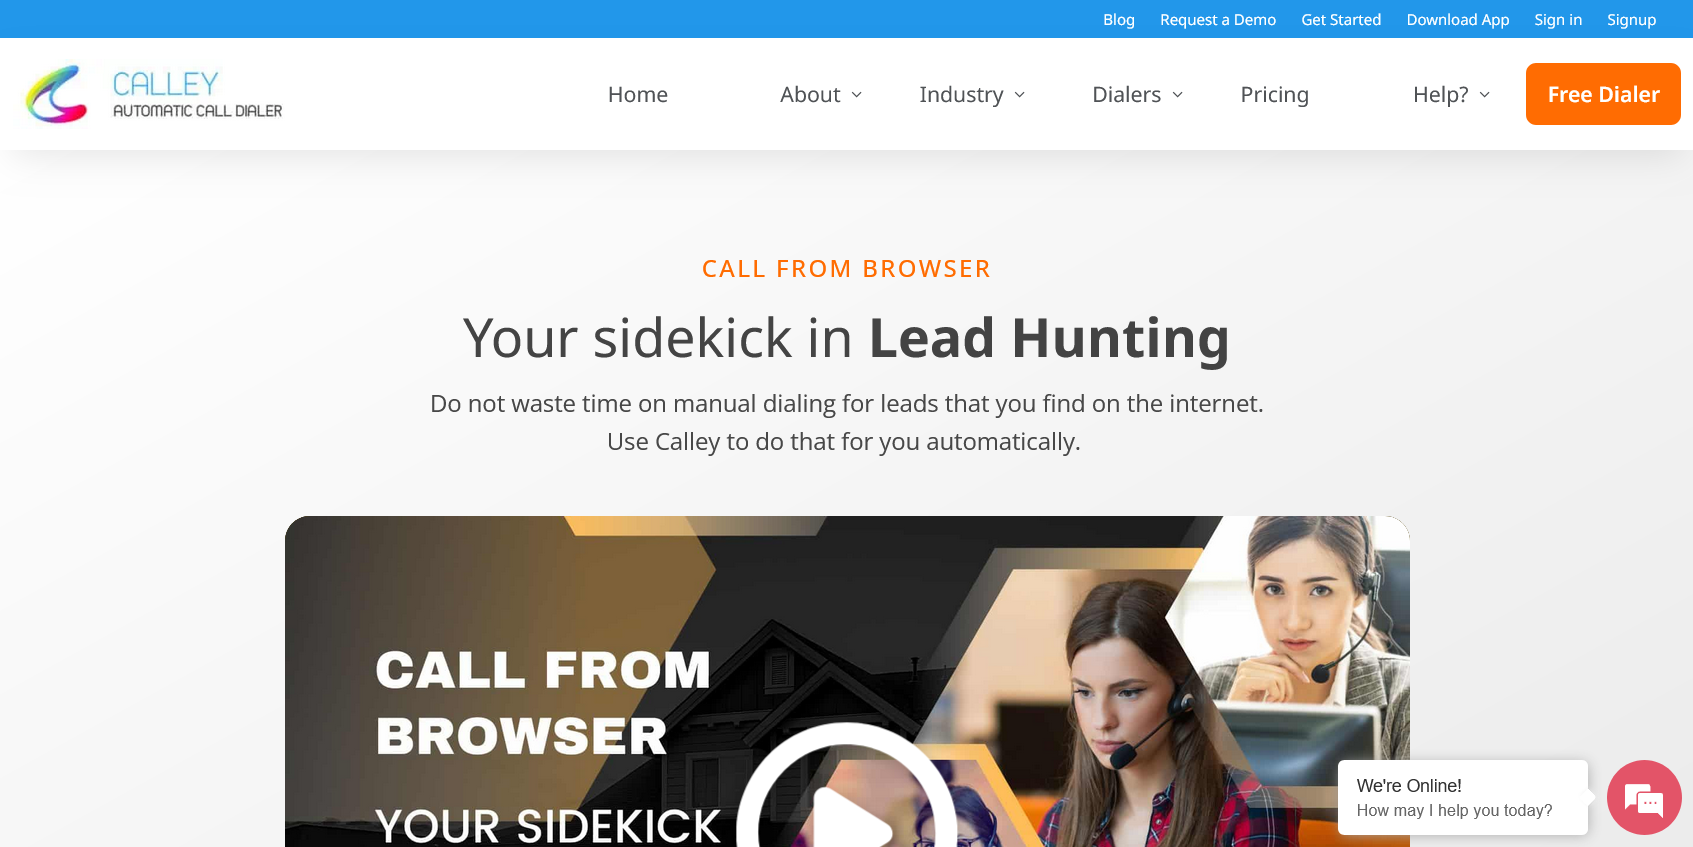 Blog Request a Demo Get Started Download App Sign in Signup
CALLEY
AUTOMATIC CALL DIALER
Home About Industry Dialers Pricing Help? Free Dialer
CALL FROM BROWSER
Your sidekick in Lead Hunting
Do not waste time on manual dialing for leads that you find on the internet.
Use Calley to do that for you automatically.
CALL FROM
BROWSER
YOUR SIDEKICK
We're Online!
How may I help you today?